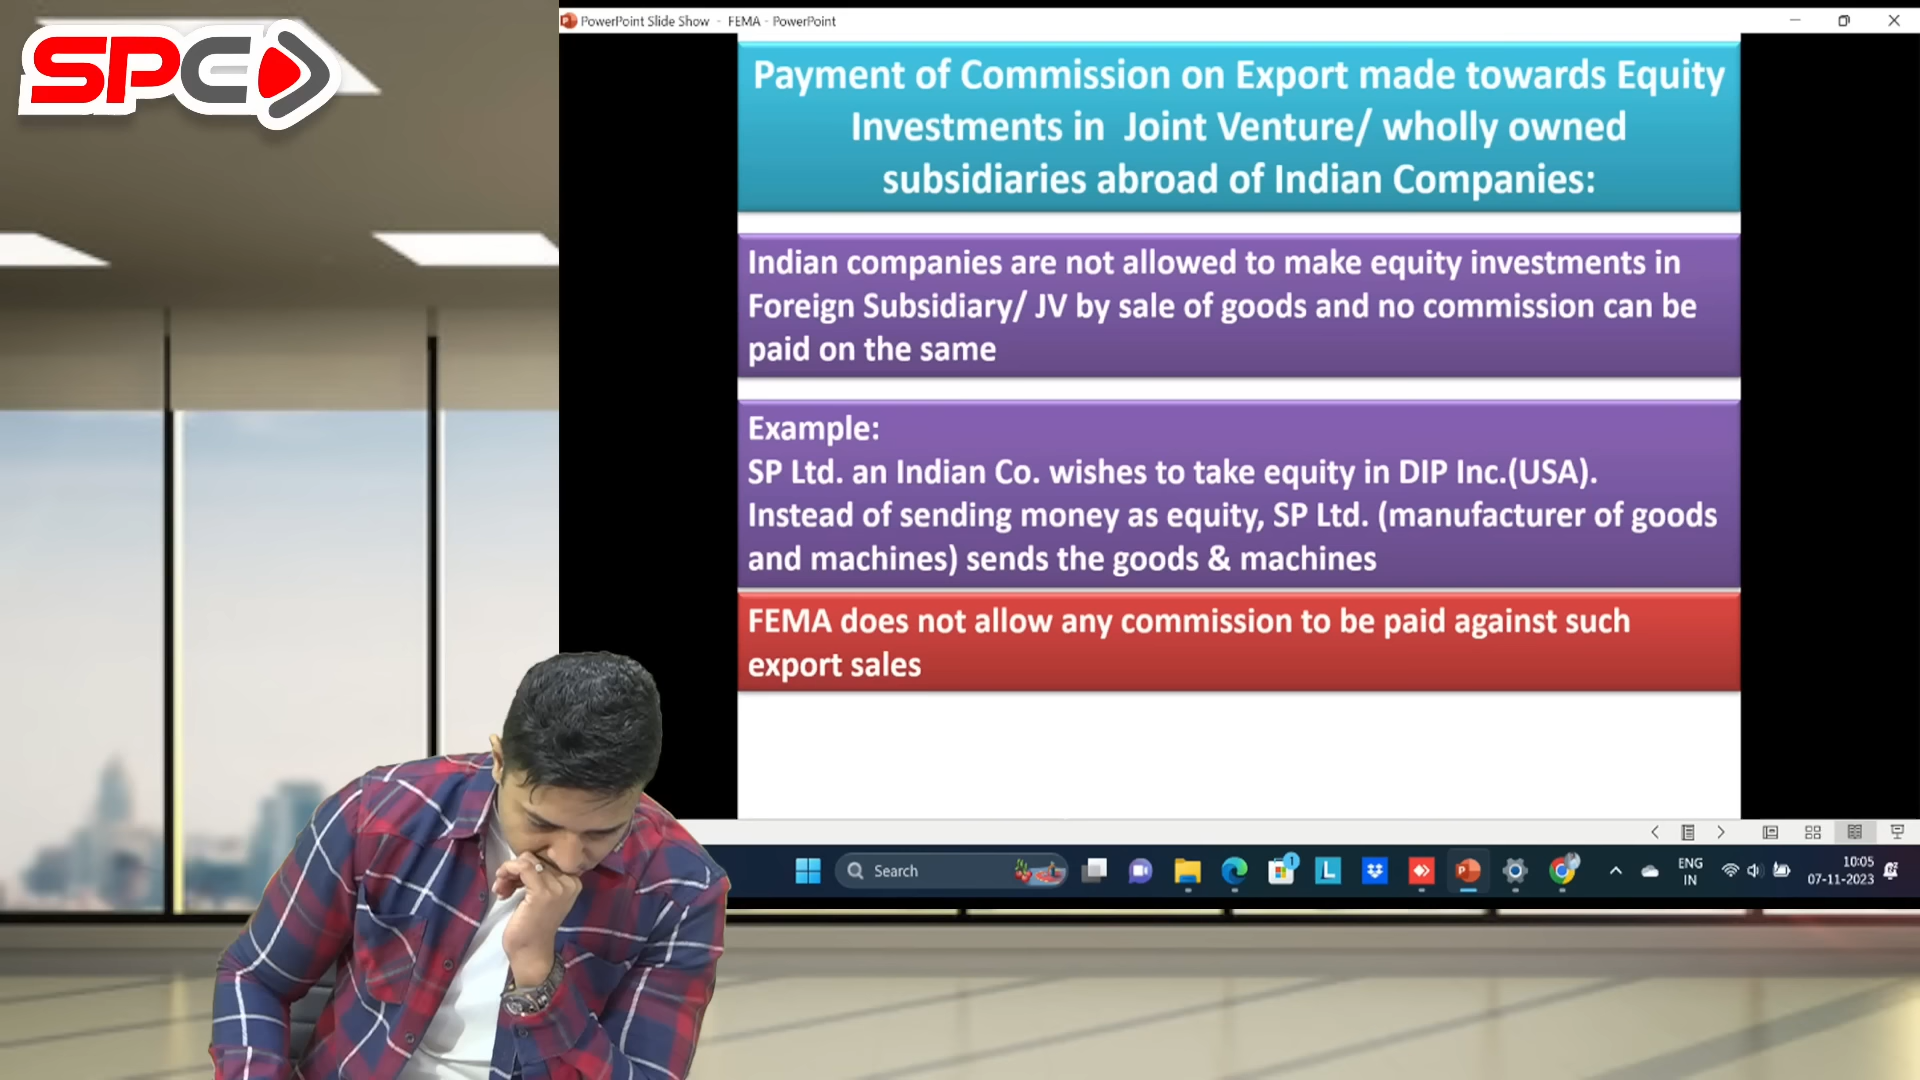 SPC
PowerPoint Slide Show - FEMA - PowerPoint
Payment of Commission on Export made towards Equity
Investments in Joint Venture/ wholly owned
subsidiaries abroad of Indian Companies:
Indian companies are not allowed to make equity investments in
Foreign Subsidiary/ JV by sale of goods and no commission can be
paid on the same
Example:
SP Ltd. an Indian Co. wishes to take equity in DIP Inc.(USA).
Instead of sending money as equity, SP Ltd. (manufacturer of goods
and machines) sends the goods & machines
FEMA does not allow any commission to be paid against such
export sales
Search
1
L
ENG
IN
10:05
07-11-2023